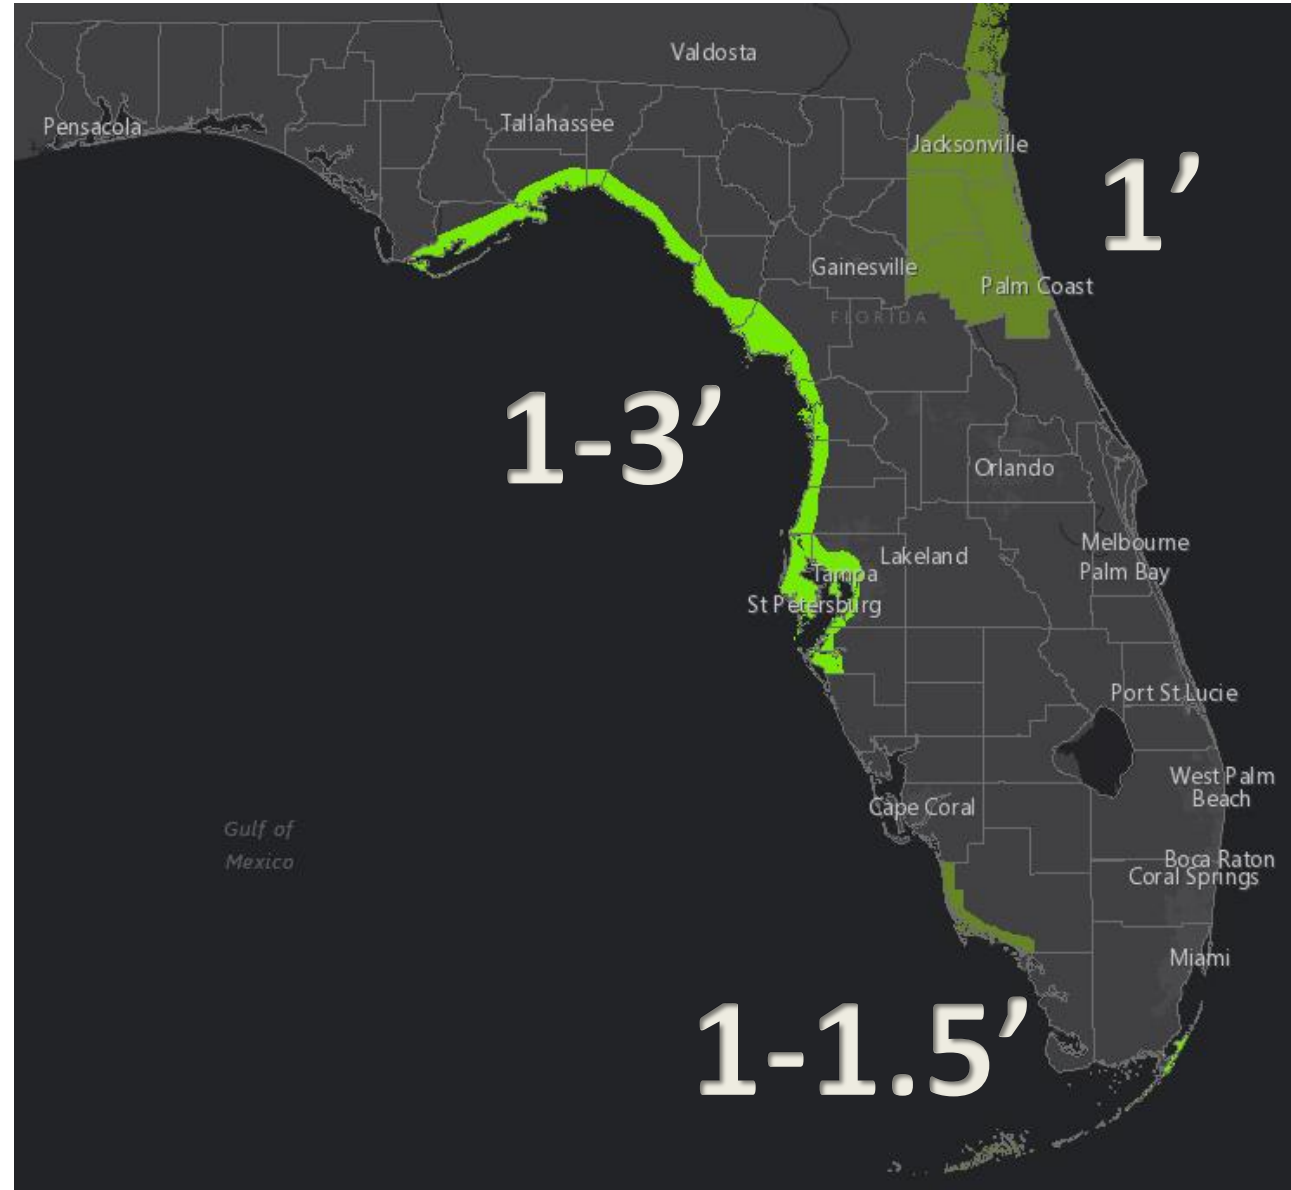 Valdosta
Pensacola
Tallahassee
Jacksonville
1’
Gainesville
Palm Coast
FLORIDA
1-3’
Orlando
Melbourne
Lakeland
Palm Bay
Tampa
St Petersburg
Port St Lucie
West Palm
Beach
Cape Coral
Gulf of
Mexico
Boca Raton
Coral Springs
Miami
1-1.5’